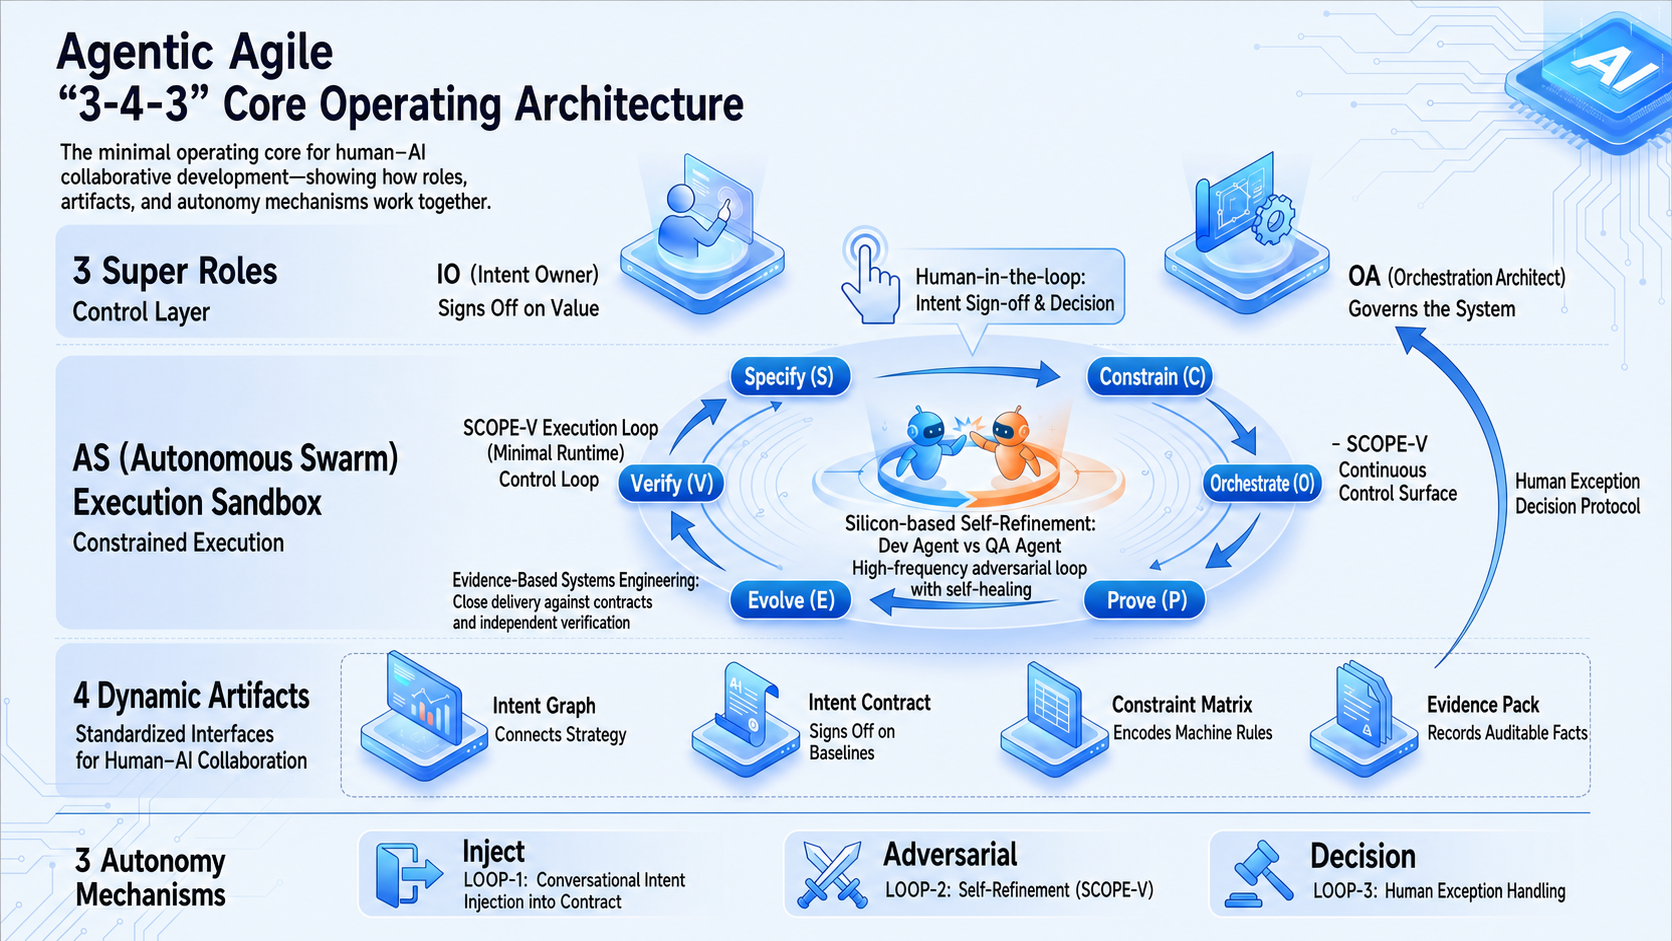 Agentic Agile
“3-4-3” Core Operating Architecture
The minimal operating core for human–AI
collaborative development—showing how roles,
artifacts, and autonomy mechanisms work together.
AI
3 Super Roles
Control Layer
IO (Intent Owner)
Signs Off on Value
Human-in-the-loop:
Intent Sign-off & Decision
OA (Orchestration Architect)
Governs the System
AS (Autonomous Swarm)
Execution Sandbox
Constrained Execution
SCOPE-V Execution Loop
(Minimal Runtime)
Control Loop
Specify (S)
Constrain (C)
Verify (V)
Orchestrate (O)
Evolve (E)
Prove (P)
Silicon-based Self-Refinement:
Dev Agent vs QA Agent
High-frequency adversarial loop
with self-healing
– SCOPE-V
Continuous
Control Surface
Human Exception
Decision Protocol
Evidence-Based Systems Engineering:
Close delivery against contracts
and independent verification
4 Dynamic Artifacts
Standardized Interfaces
for Human–AI Collaboration
Intent Graph
Connects Strategy
AI
Intent Contract
Signs Off on
Baselines
Constraint Matrix
Encodes Machine Rules
Evidence Pack
Records Auditable Facts
3 Autonomy
Mechanisms
Inject
LOOP-1: Conversational Intent
Injection into Contract
Adversarial
LOOP-2: Self-Refinement (SCOPE-V)
Decision
LOOP-3: Human Exception Handling